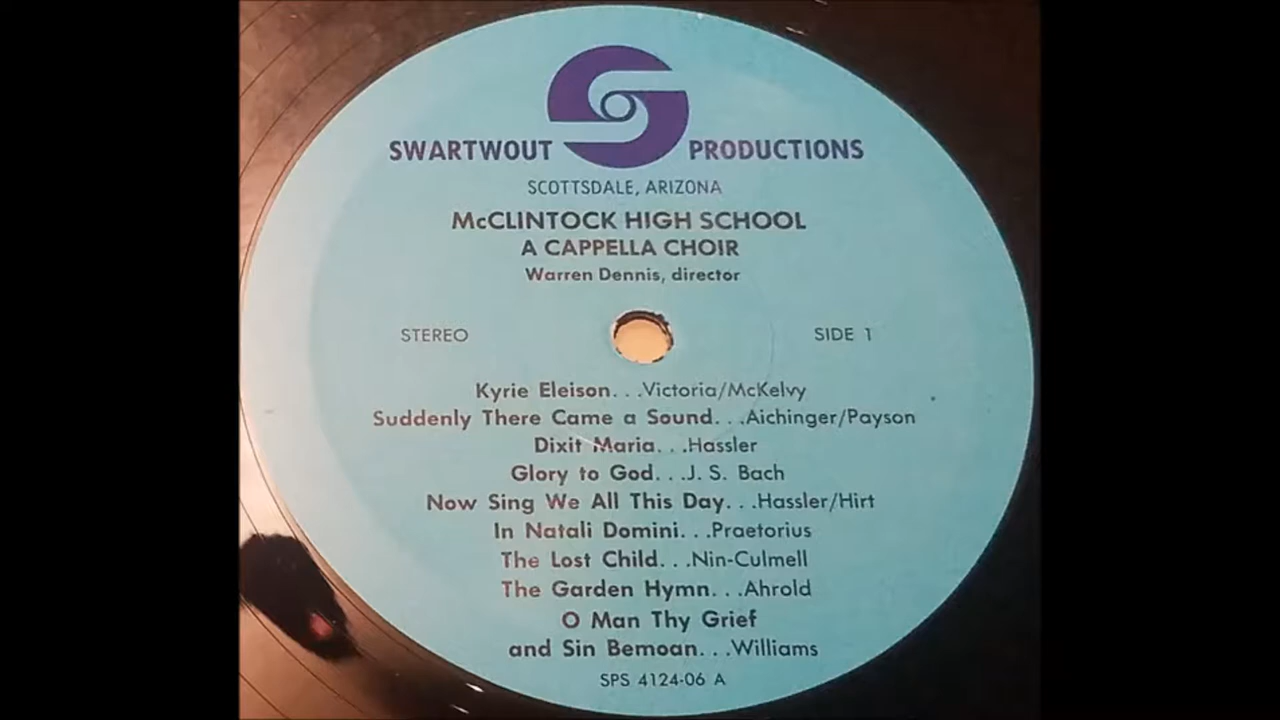 SWARTWOUT PRODUCTIONS
SCOTTSDALE, ARIZONA
McCLINTOCK HIGH SCHOOL
A CAPPELLA CHOIR
Warren Dennis, director
STEREO SIDE 1
Kyrie Eleison. . .Victoria/McKelvy
Suddenly There Came a Sound. . .Aichinger/Payson
Dixit Maria. . .Hassler
Glory to God. . .J. S. Bach
Now Sing We All This Day. . .Hassler/Hirt
In Natali Domini. . .Praetorius
The Lost Child. . .Nin-Culmell
The Garden Hymn. . .Ahrold
O Man Thy Grief
and Sin Bemoan. . .Williams
SPS 4124-06 A